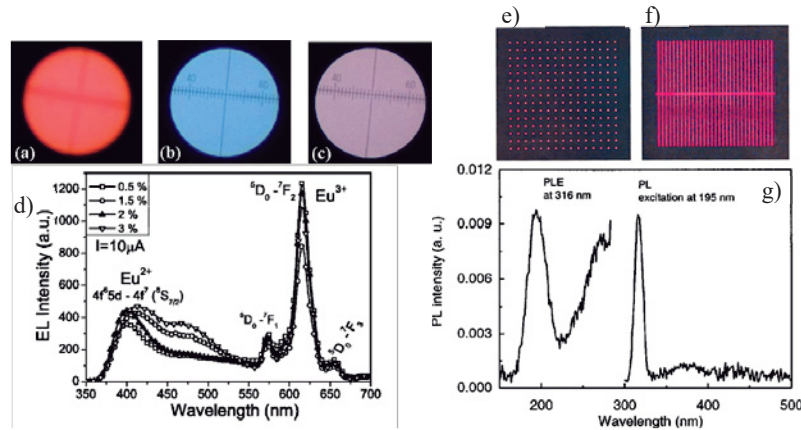 e)
f)
40
60
40
60
(a)
(b)
(c)
d)
0.5 %
1.5 %
2 %
3 %
I=10µA
Eu²⁺
4f⁶5d - 4f⁷ (⁸S₇/₂)
⁵D₀ -⁷F₁
⁵D₀ -⁷F₂
Eu³⁺
⁵D₀ -⁷F₃
EL Intensity (a.u.)
1200
1000
800
600
400
200
0
350 400 450 500 550 600 650 700
Wavelength (nm)
g)
PLE
at 316 nm
PL
excitation at 195 nm
PL Intensity (a. u.)
0.012
0.009
0.006
0.003
0.000
200 300 400 500
Wavelength (nm)